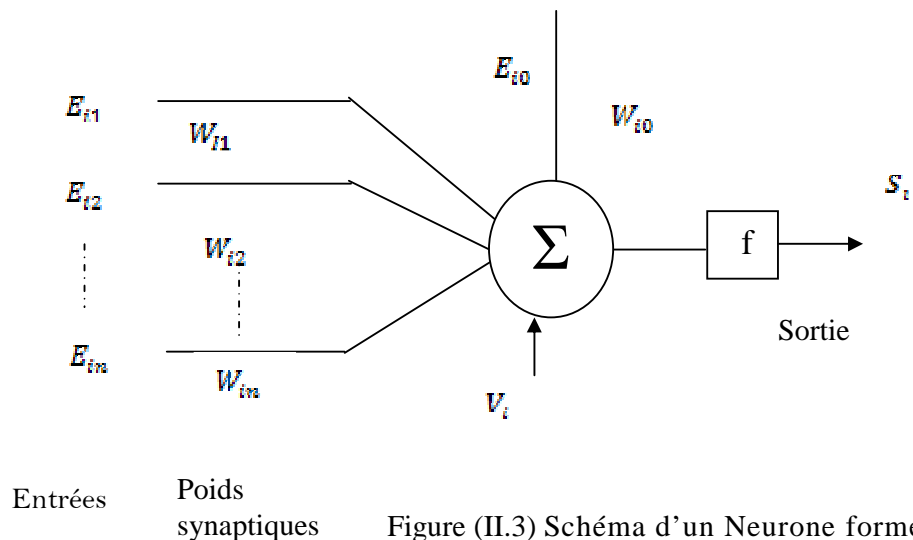 E_{i0}
E_{i1}
W_{i1}
W_{i0}
E_{i2}
S_i
W_{i2}
Σ
f
Sortie
E_{in}
W_{in}
V_i
Entrées
Poids
synaptiques
Figure (II.3) Schéma d’un Neurone forme